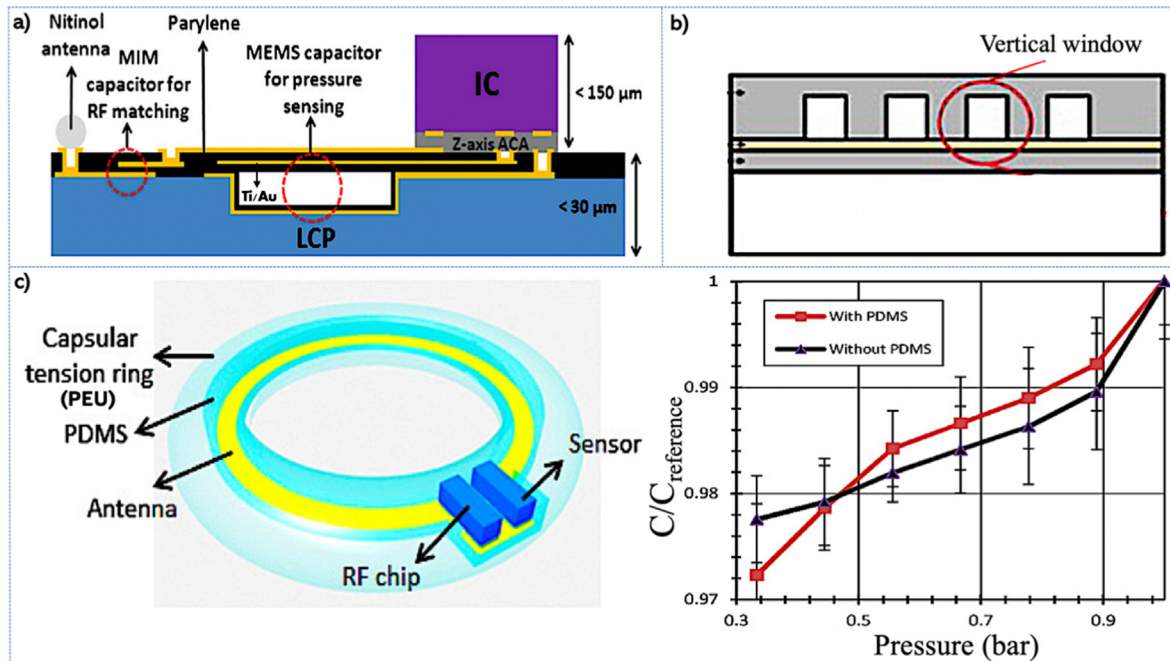 a)
Nitinol
antenna
MIM
capacitor for
RF matching
Parylene
MEMS capacitor
for pressure
sensing
IC
< 150 µm
Z-axis ACA
Ti/Au
LCP
< 30 µm
b)
Vertical window
c)
Capsular
tension ring
(PEU)
PDMS
Antenna
Sensor
RF chip
With PDMS
Without PDMS
C/Creference
1
0.99
0.98
0.97
0.3
0.5
0.7
0.9
Pressure (bar)